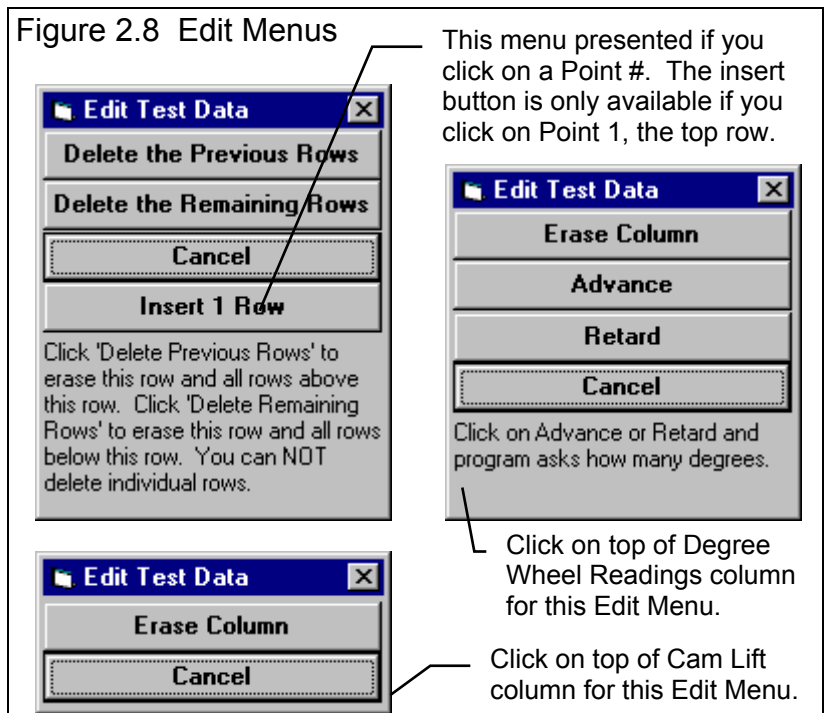 Figure 2.8  Edit Menus
This menu presented if you
click on a Point #.  The insert
button is only available if you
click on Point 1, the top row.
Edit Test Data
Delete the Previous Rows
Delete the Remaining Rows
Cancel
Insert 1 Row
Click 'Delete Previous Rows' to
erase this row and all rows above
this row.  Click 'Delete Remaining
Rows' to erase this row and all rows
below this row.  You can NOT
delete individual rows.
Edit Test Data
Erase Column
Advance
Retard
Cancel
Click on Advance or Retard and
program asks how many degrees.
Click on top of Degree
Wheel Readings column
for this Edit Menu.
Edit Test Data
Erase Column
Cancel
Click on top of Cam Lift
column for this Edit Menu.